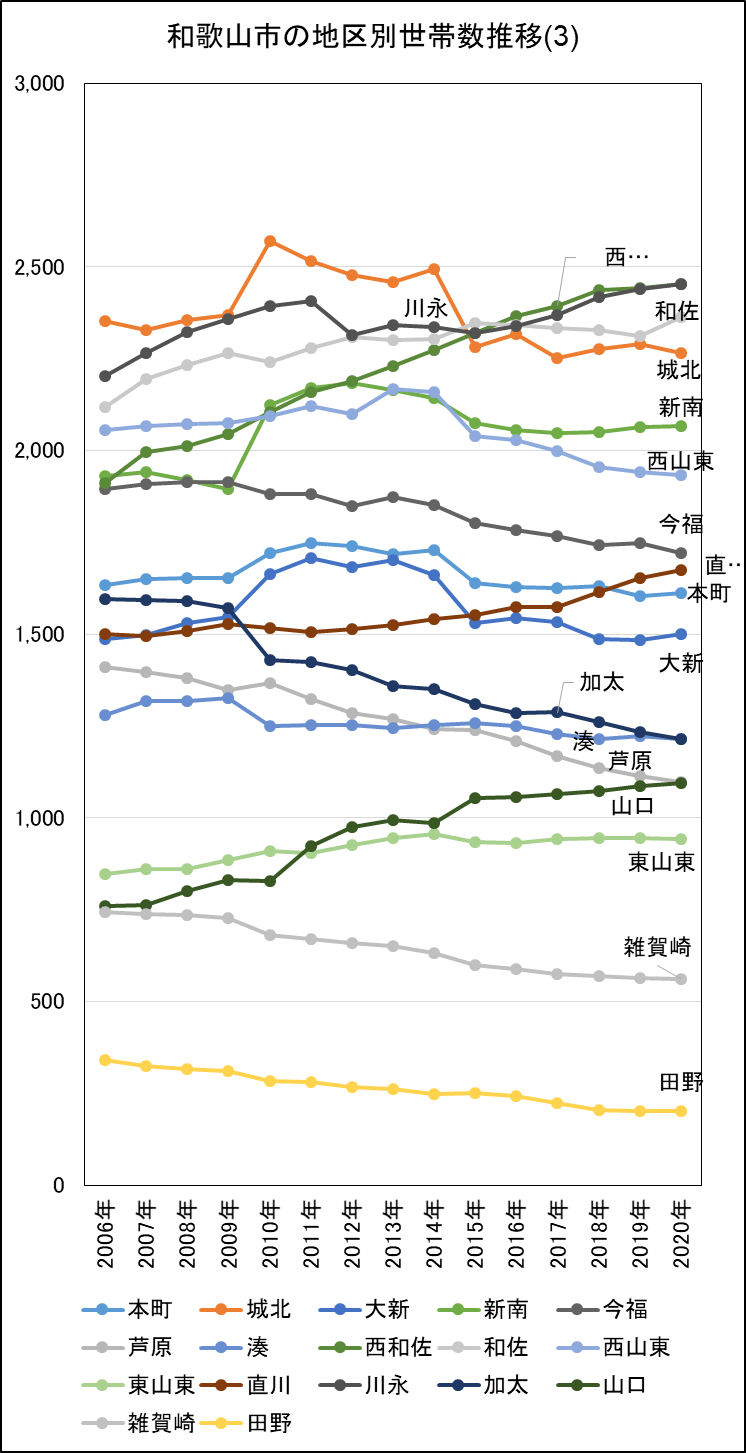 和歌山市の地区別世帯数推移(3)
3,000
2,500
2,000
1,500
1,000
500
0
西…
川永
和佐
城北
新南
西山東
今福
直…
本町
大新
加太
湊
芦原
山口
東山東
雑賀崎
田野
2006年 2007年 2008年 2009年 2010年 2011年 2012年 2013年 2014年 2015年 2016年 2017年 2018年 2019年 2020年
本町 城北 大新 新南 今福
芦原 湊 西和佐 和佐 西山東
東山東 直川 川永 加太 山口
雑賀崎 田野